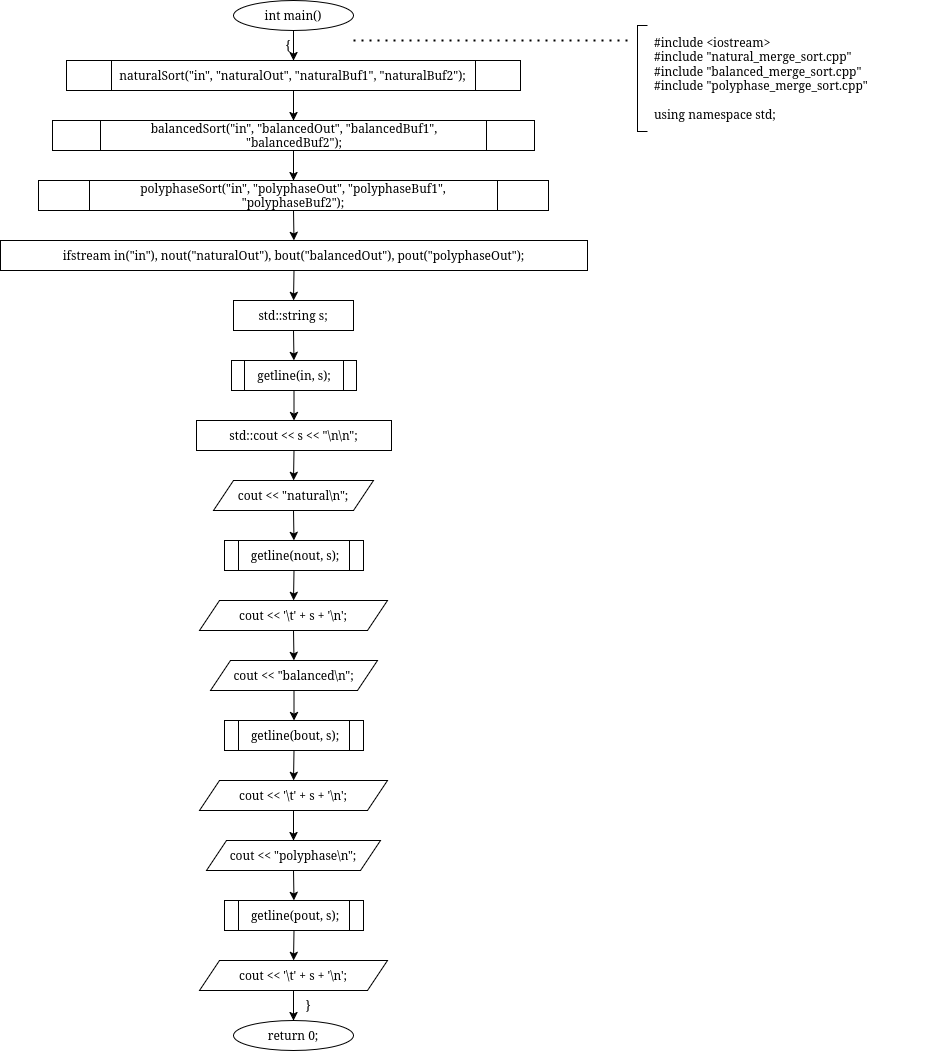 int main()
{
#include <iostream>
#include "natural_merge_sort.cpp"
#include "balanced_merge_sort.cpp"
#include "polyphase_merge_sort.cpp"
using namespace std;
naturalSort("in", "naturalOut", "naturalBuf1", "naturalBuf2");
balancedSort("in", "balancedOut", "balancedBuf1",
"balancedBuf2");
polyphaseSort("in", "polyphaseOut", "polyphaseBuf1",
"polyphaseBuf2");
ifstream in("in"), nout("naturalOut"), bout("balancedOut"), pout("polyphaseOut");
std::string s;
getline(in, s);
std::cout << s << "\n\n";
cout << "natural\n";
getline(nout, s);
cout << '\t' + s + '\n';
cout << "balanced\n";
getline(bout, s);
cout << '\t' + s + '\n';
cout << "polyphase\n";
getline(pout, s);
cout << '\t' + s + '\n';
}
return 0;